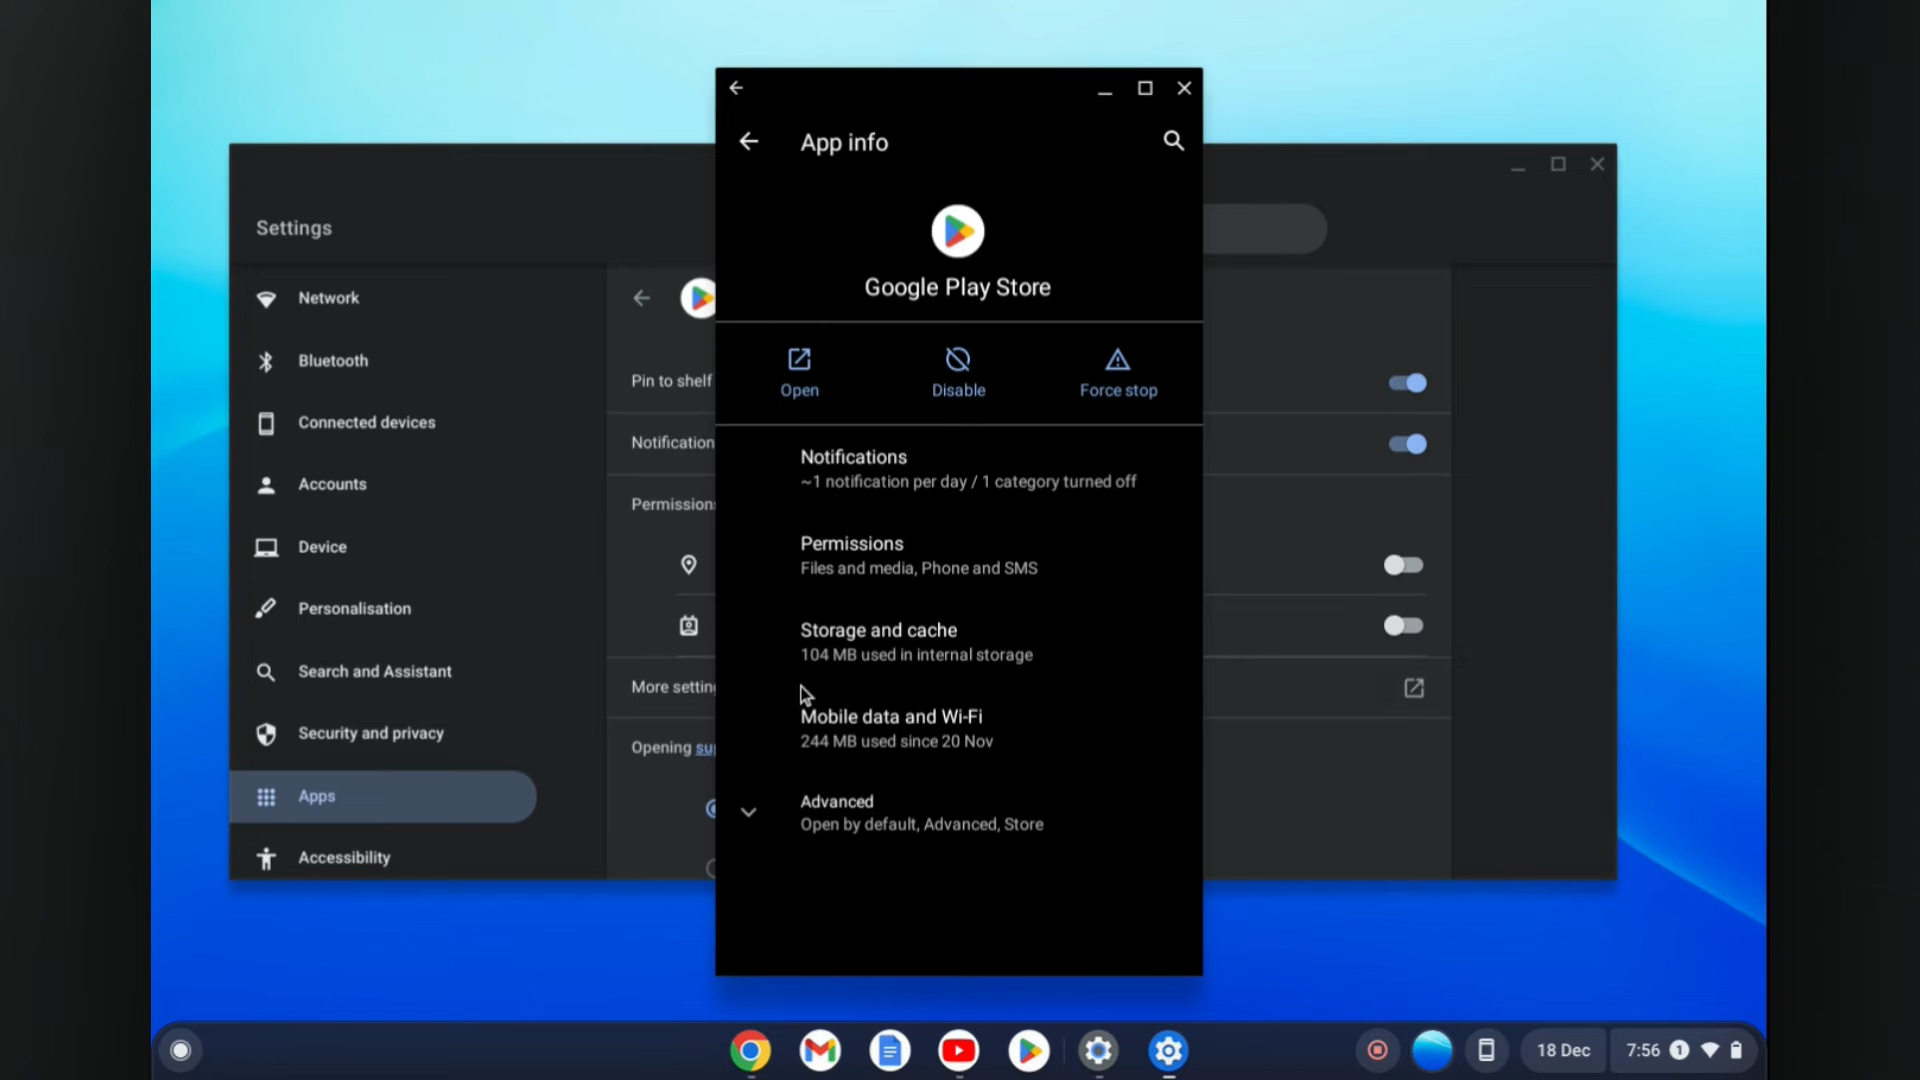 App info
Google Play Store
Open
Disable
Force stop
Notifications
~1 notification per day / 1 category turned off
Permissions
Files and media, Phone and SMS
Storage and cache
104 MB used in internal storage
Mobile data and Wi-Fi
244 MB used since 20 Nov
Advanced
Open by default, Advanced, Store
Settings
Network
Bluetooth
Connected devices
Accounts
Device
Personalisation
Search and Assistant
Security and privacy
Apps
Accessibility
Pin to shelf
Notification
Permissions
More settin
Opening su
18 Dec
7:56 1